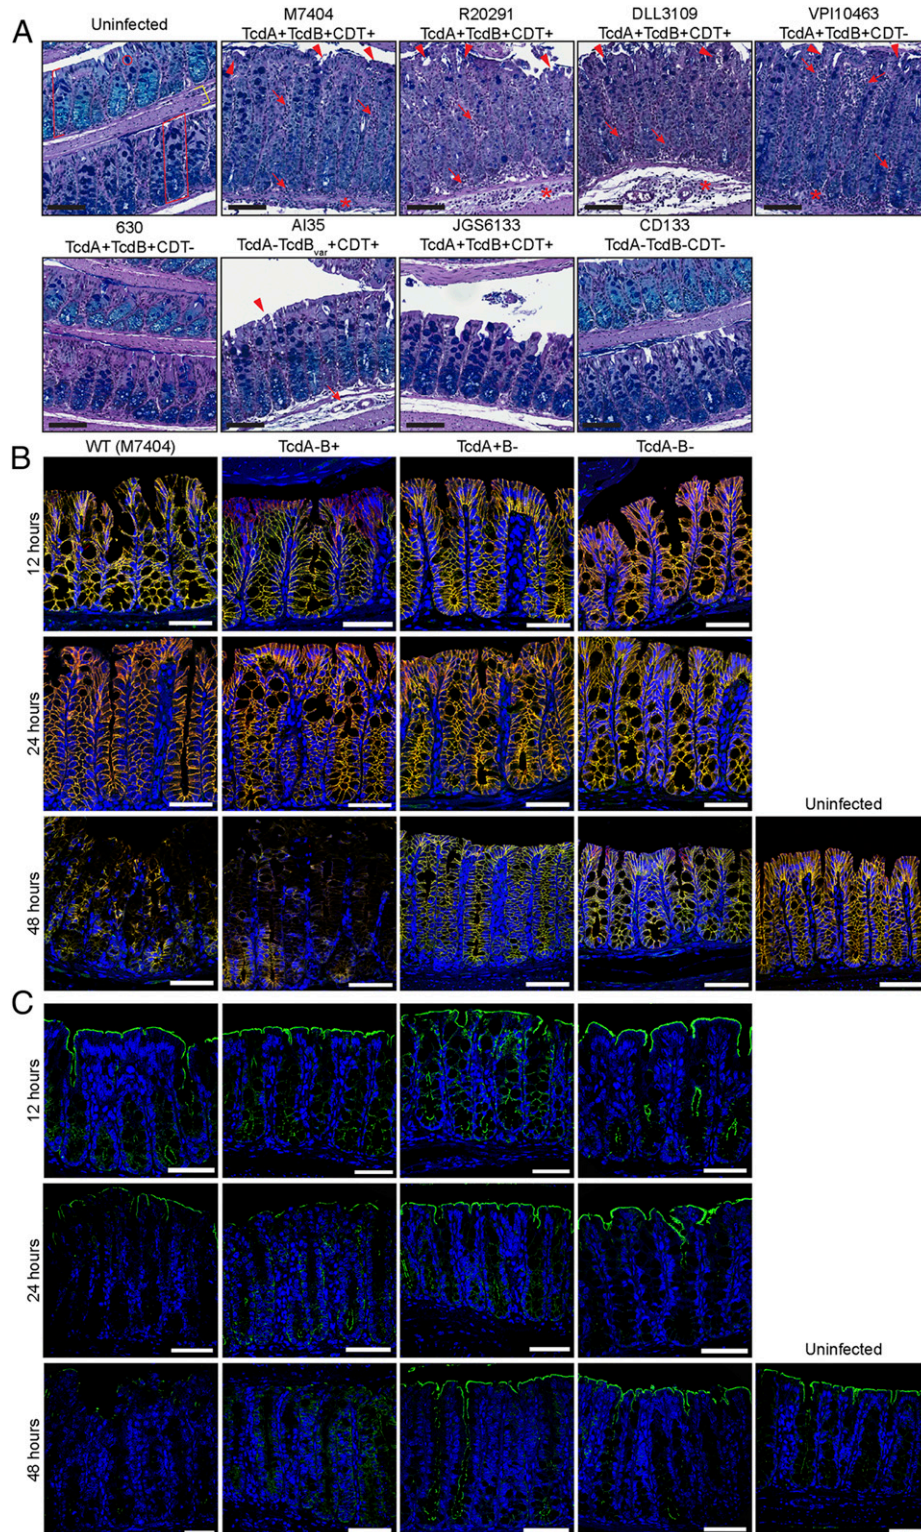 A
Uninfected
M7404
TcdA+TcdB+CDT+
R20291
TcdA+TcdB+CDT+
DLL3109
TcdA+TcdB+CDT+
VPI10463
TcdA+TcdB+CDT-
630
TcdA+TcdB+CDT-
AI35
TcdA-TcdBvar+CDT+
JGS6133
TcdA+TcdB+CDT+
CD133
TcdA-TcdB-CDT-
B
WT (M7404)
TcdA-B+
TcdA+B-
TcdA-B-
12 hours
24 hours
48 hours
Uninfected
C
12 hours
24 hours
48 hours
Uninfected